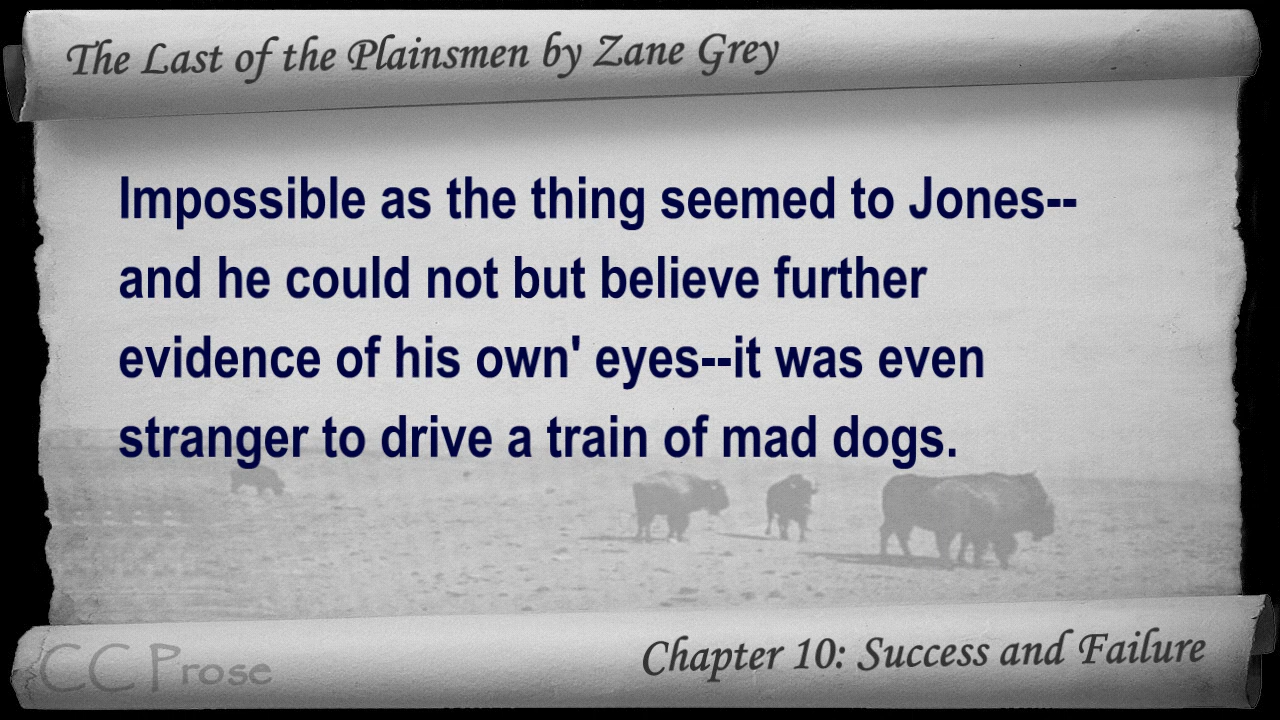 The Last of the Plainsmen by Zane Grey
Impossible as the thing seemed to Jones--
and he could not but believe further
evidence of his own' eyes--it was even
stranger to drive a train of mad dogs.
CC Prose
Chapter 10: Success and Failure